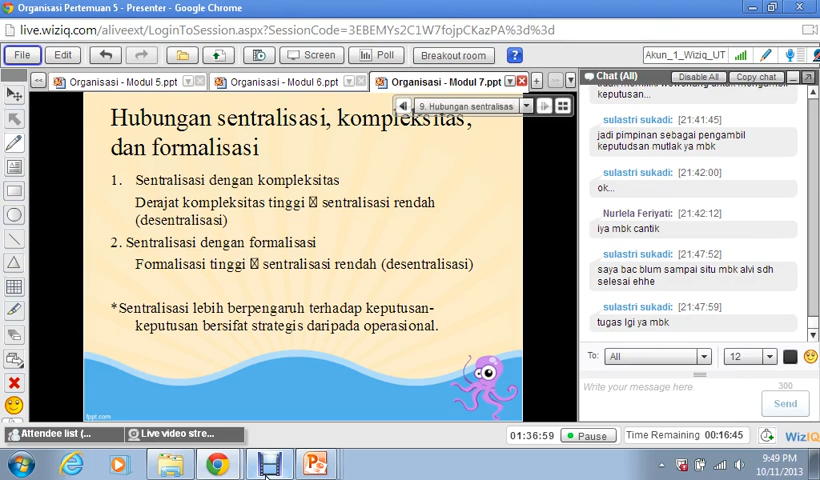 Organisasi Pertemuan 5 - Presenter - Google Chrome
live.wiziq.com/aliveext/LoginToSession.aspx?SessionCode=3EBEMYs2C1W7fojpCKazPA%3d%3d
File
Edit
Screen
Poll
Breakout room
?
Akun_1_Wiziq_UT
Organisasi - Modul 5.ppt
Organisasi - Modul 6.ppt
Organisasi - Modul 7.ppt
9. Hubungan sentralisas
Hubungan sentralisasi, kompleksitas,
dan formalisasi
1. Sentralisasi dengan kompleksitas
Derajat kompleksitas tinggi sentralisasi rendah
(desentralisasi)
2. Sentralisasi dengan formalisasi
Formalisasi tinggi sentralisasi rendah (desentralisasi)
*Sentralisasi lebih berpengaruh terhadap keputusan-
keputusan bersifat strategis daripada operasional.
fppt.com
Chat (All)
Disable All
Copy chat
keputusan...
sulastri sukadi: [21:41:45]
jadi pimpinan sebagai pengambil
keputudsan mutlak ya mbk
sulastri sukadi: [21:42:00]
ok...
Nurlela Feriyati: [21:42:12]
iya mbk cantik
sulastri sukadi: [21:47:52]
saya bac blum sampai situ mbk alvi sdh
selesai ehhe
sulastri sukadi: [21:47:59]
tugas lgi ya mbk
To:
All
12
Write your message here.
300
Send
Attendee list (...
Live video stre...
01:36:59
Pause
Time Remaining 00:16:45
WizIQ
9:49 PM
10/11/2013